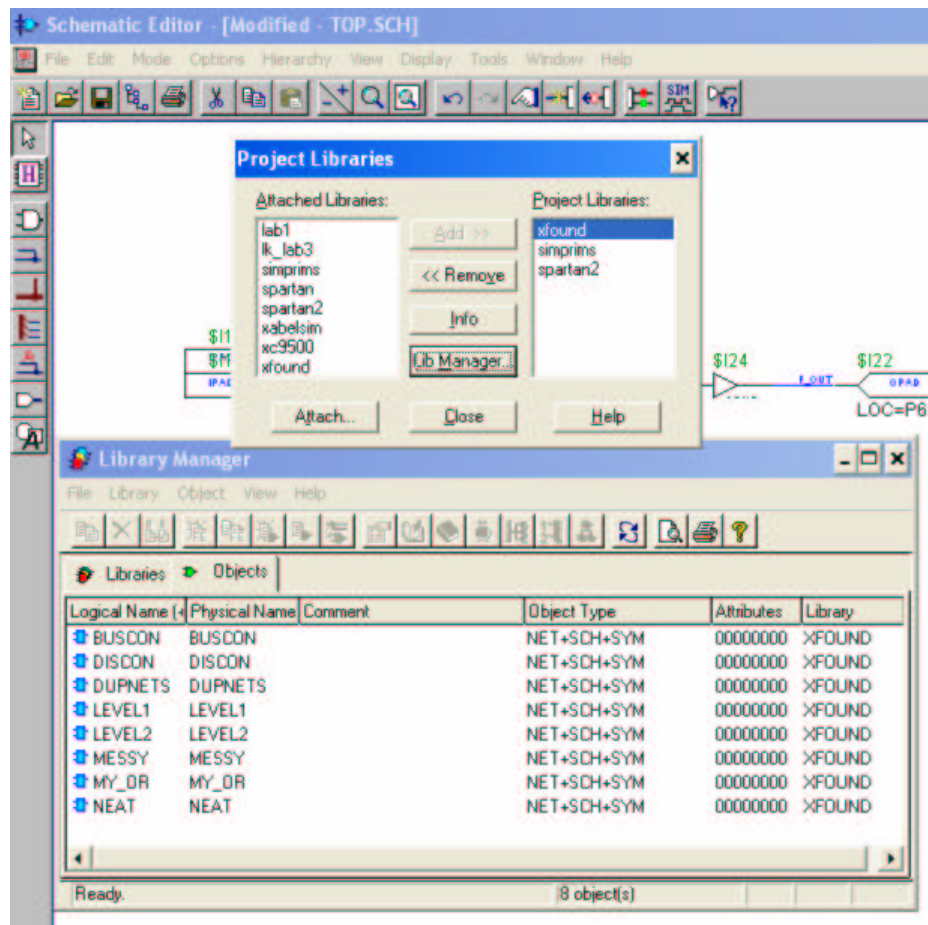 Schematic Editor - [Modified - TOP.SCH]
File Edit Mode Options Hierarchy View Display Tools Window Help
SIM
H
Project Libraries
Attached Libraries:
lab1
lk_lab3
simprims
spartan
spartan2
xabelsim
xc9500
xfound
Add >>
<< Remove
Info
Lib Manager...
Project Libraries:
xfound
simprims
spartan2
Attach...
Close
Help
$I1
IPAD
$I24
F_OUT
$I22
OPAD
LOC=P6
A
Library Manager
File Library Object View Help
Libraries Objects
Logical Name (+ Physical Name Comment Object Type Attributes Library
BUSCON BUSCON NET+SCH+SYM 00000000 XFOUND
DISCON DISCON NET+SCH+SYM 00000000 XFOUND
DUPNETS DUPNETS NET+SCH+SYM 00000000 XFOUND
LEVEL1 LEVEL1 NET+SCH+SYM 00000000 XFOUND
LEVEL2 LEVEL2 NET+SCH+SYM 00000000 XFOUND
MESSY MESSY NET+SCH+SYM 00000000 XFOUND
MY_OR MY_OR NET+SCH+SYM 00000000 XFOUND
NEAT NEAT NET+SCH+SYM 00000000 XFOUND
Ready. 8 object(s)